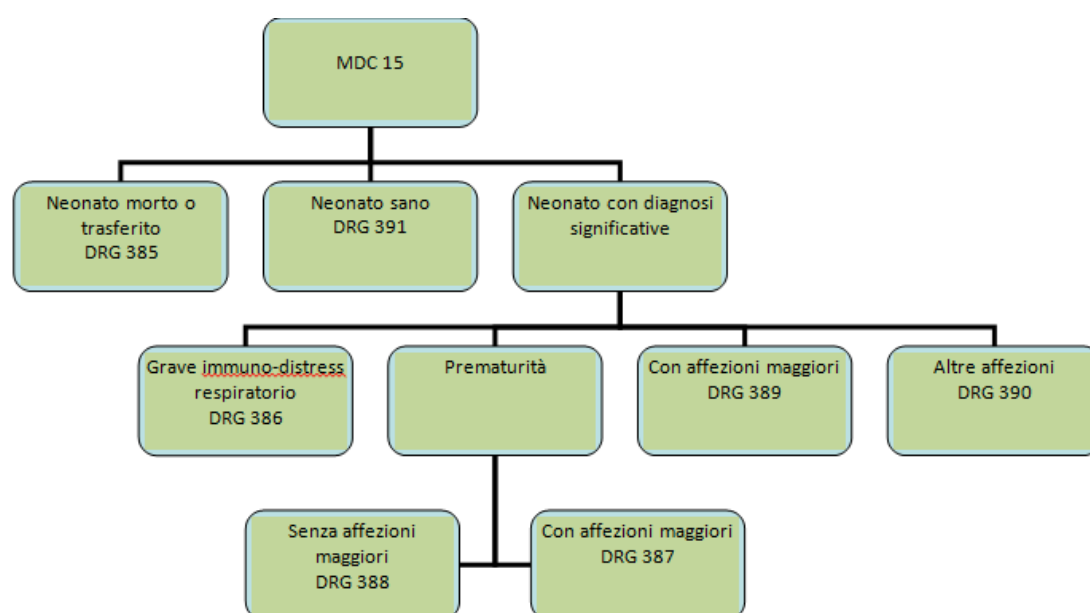 MDC 15
Neonato morto o
trasferito
DRG 385
Neonato sano
DRG 391
Neonato con diagnosi
significative
Grave immuno-distress
respiratorio
DRG 386
Prematurità
Con affezioni maggiori
DRG 389
Altre affezioni
DRG 390
Senza affezioni
maggiori
DRG 388
Con affezioni maggiori
DRG 387